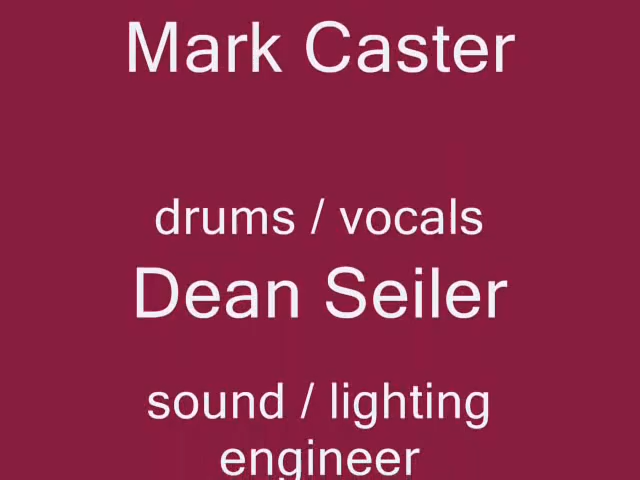 Mark Caster
drums / vocals
Dean Seiler
sound / lighting
engineer